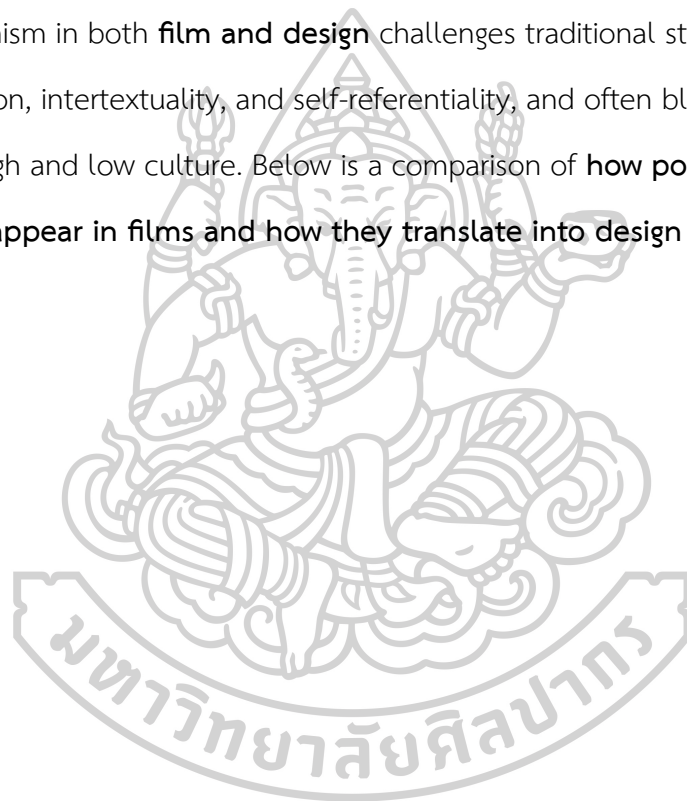 nism in both film and design challenges traditional st
on, intertextuality, and self-referentiality, and often bl
gh and low culture. Below is a comparison of how po
appear in films and how they translate into design
มหาวิทยาลัยศิลปากร